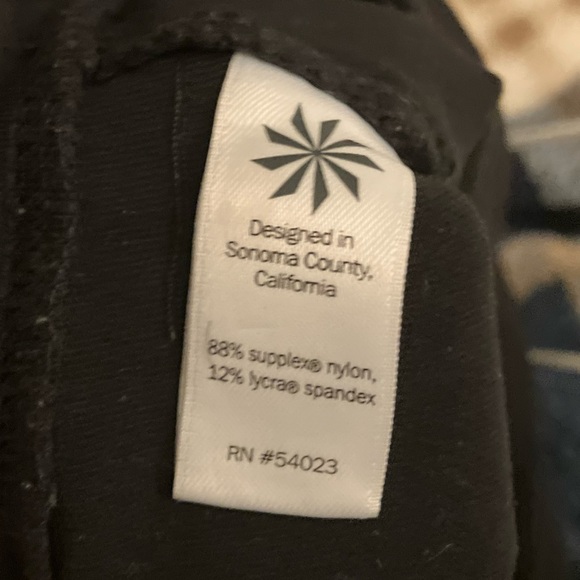 Designed in
Sonoma County,
California
88% supplex® nylon,
12% lycra® spandex
RN #54023